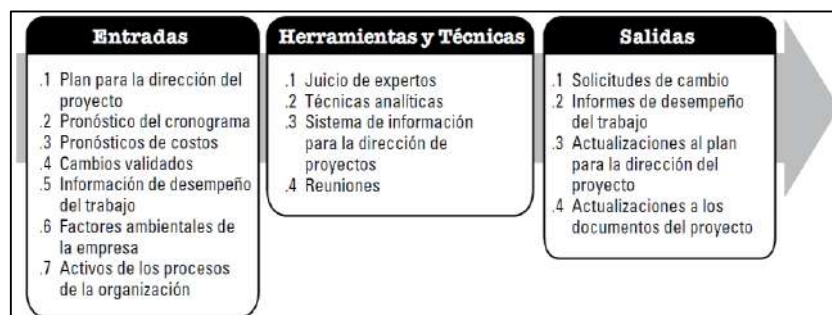 Entradas
.1 Plan para la dirección del
proyecto
.2 Pronóstico del cronograma
.3 Pronósticos de costos
.4 Cambios validados
.5 Información de desempeño
del trabajo
.6 Factores ambientales de
la empresa
.7 Activos de los procesos
de la organización
Herramientas y Técnicas
.1 Juicio de expertos
.2 Técnicas analíticas
.3 Sistema de información
para la dirección de
proyectos
.4 Reuniones
Salidas
.1 Solicitudes de cambio
.2 Informes de desempeño
del trabajo
.3 Actualizaciones al plan
para la dirección del
proyecto
.4 Actualizaciones a los
documentos del proyecto